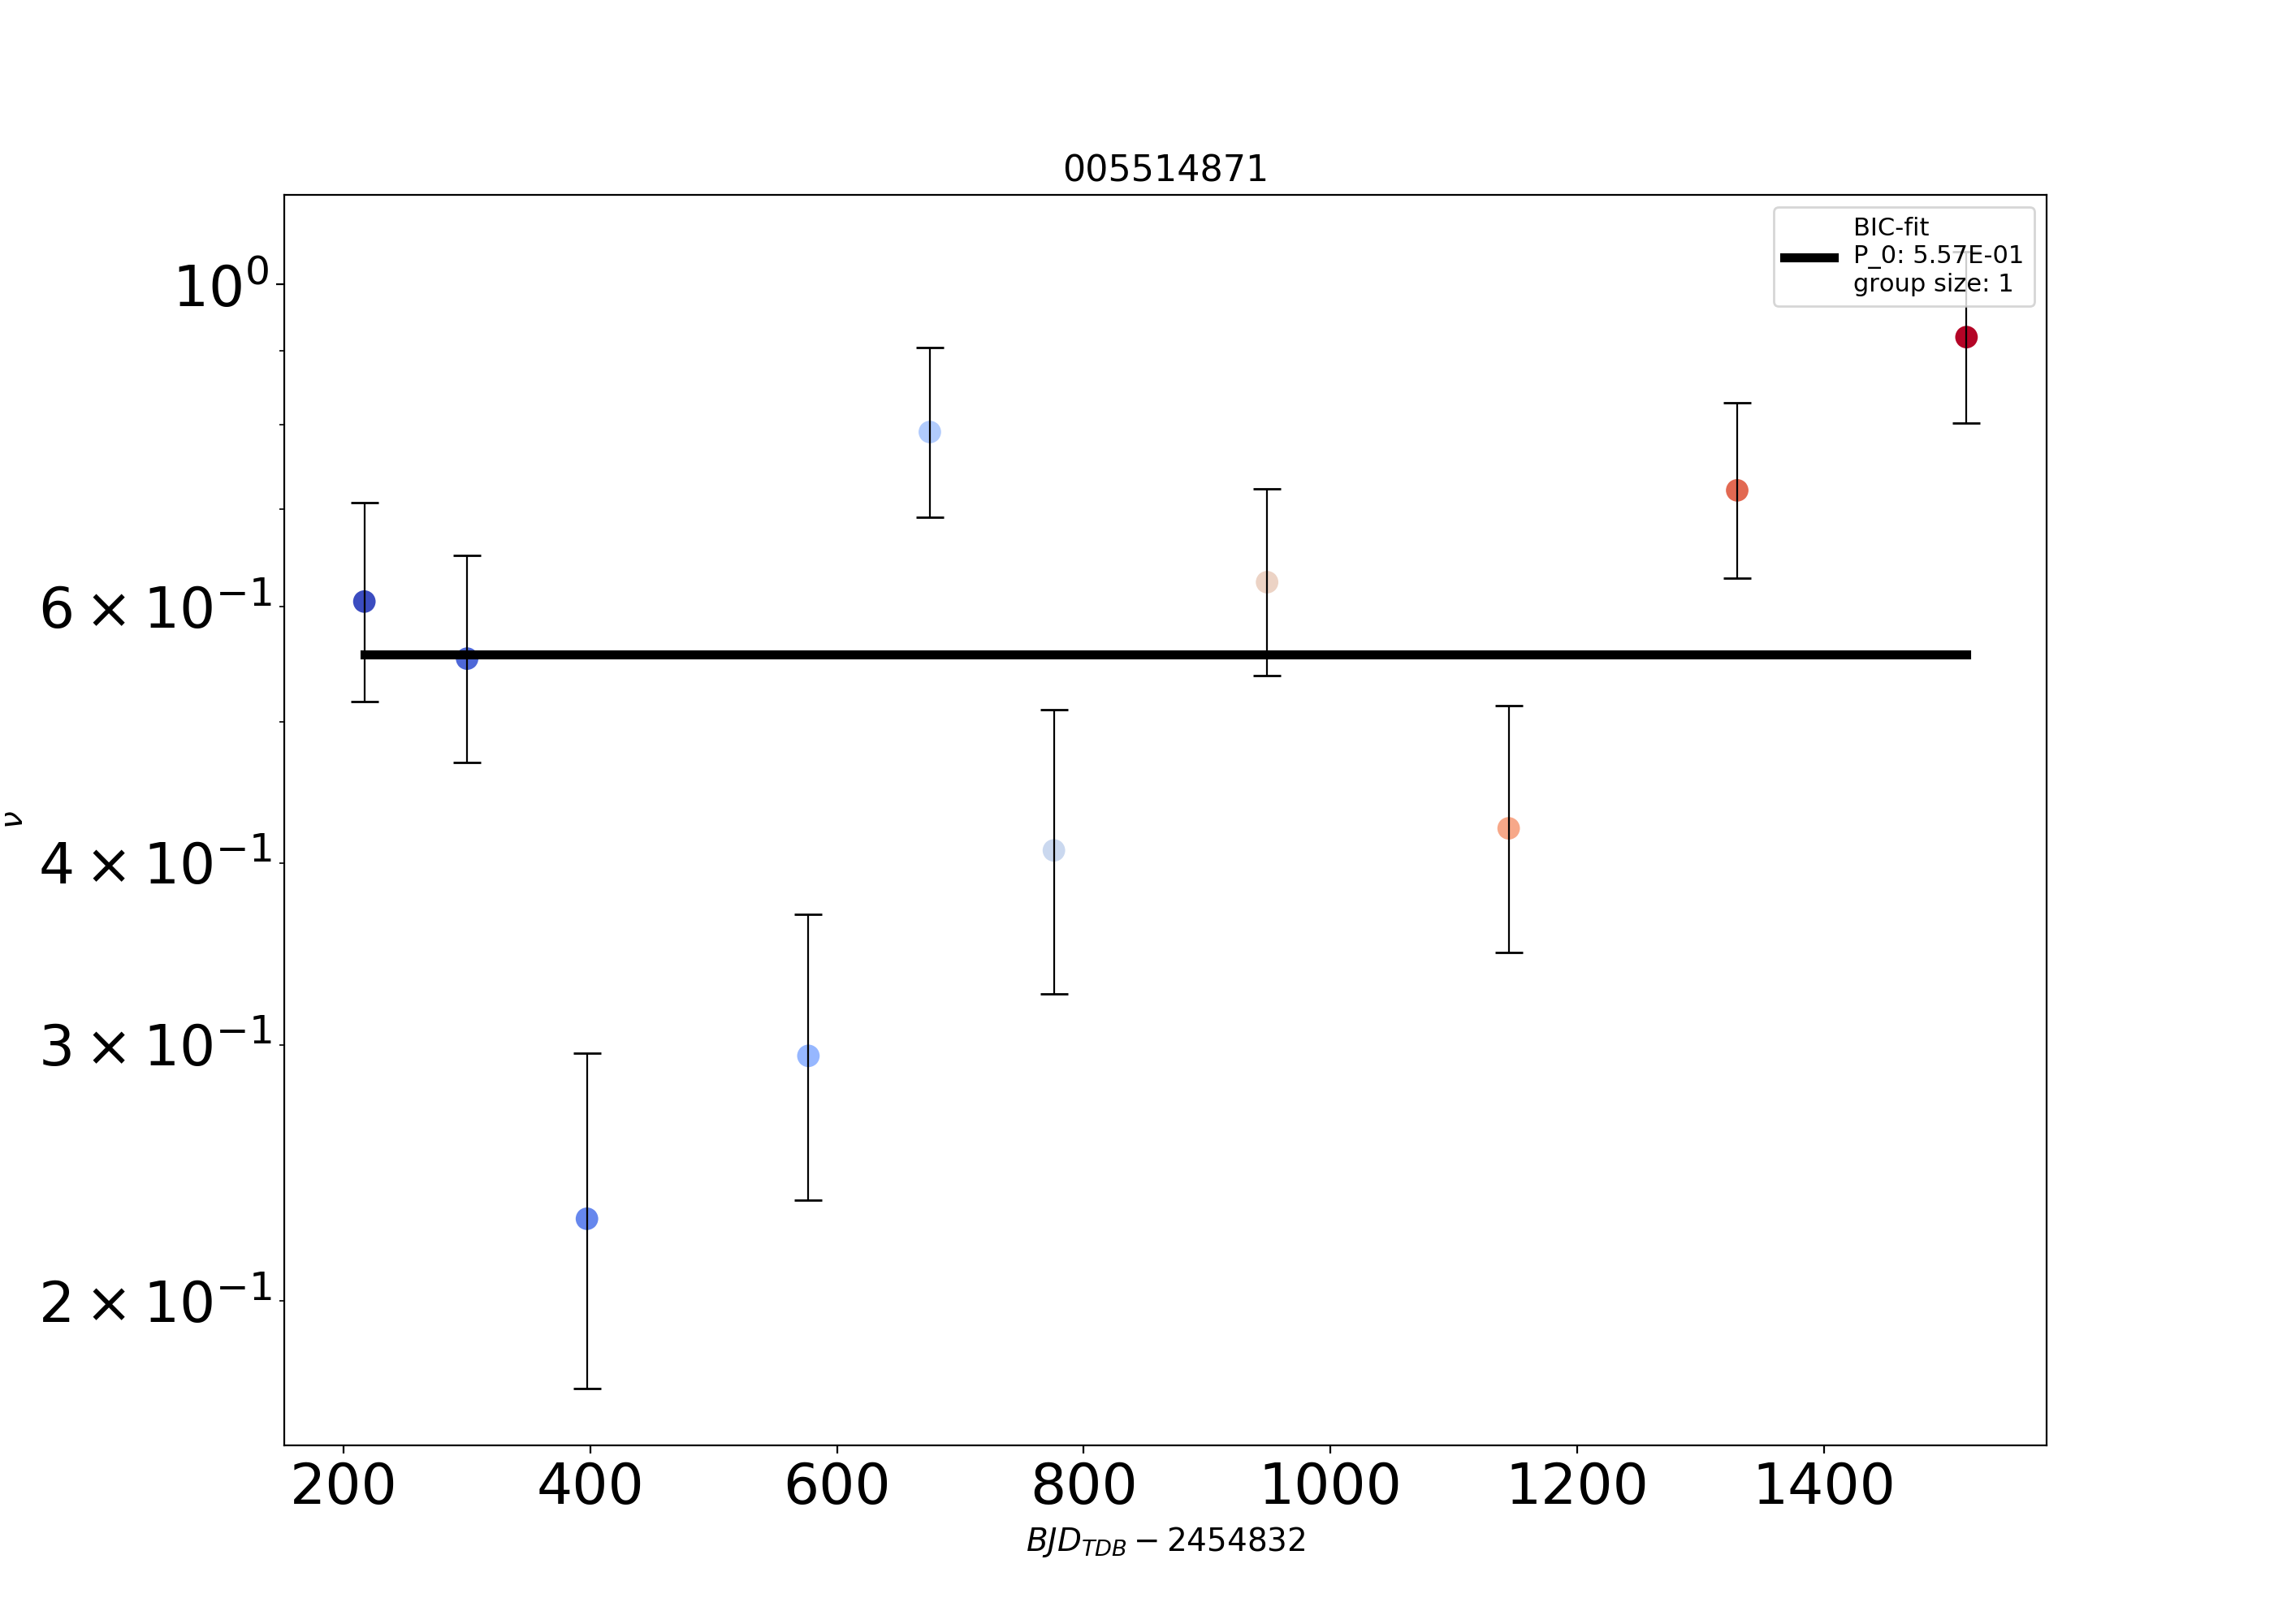 005514871
BIC-fit
P_0: 5.57E-01
group size: 1
10⁰
6 × 10⁻¹
4 × 10⁻¹
3 × 10⁻¹
2 × 10⁻¹
ν
200 400 600 800 1000 1200 1400
BJD_{TDB} − 2454832